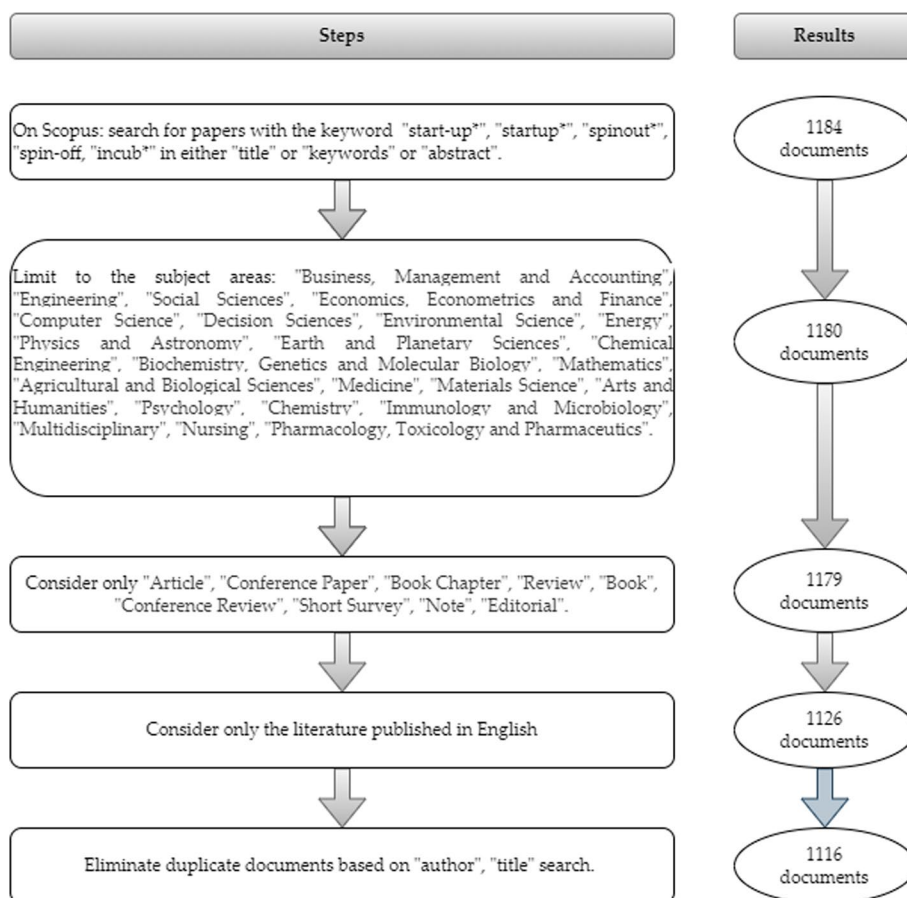 Steps
Results
On Scopus: search for papers with the keyword "start-up*", "startup*", "spinout*",
"spin-off, "incub*" in either "title" or "keywords" or "abstract".
1184
documents
Limit to the subject areas: "Business, Management and Accounting",
"Engineering", "Social Sciences", "Economics, Econometrics and Finance",
"Computer Science", "Decision Sciences", "Environmental Science", "Energy",
"Physics and Astronomy", "Earth and Planetary Sciences", "Chemical
Engineering", "Biochemistry, Genetics and Molecular Biology", "Mathematics",
"Agricultural and Biological Sciences", "Medicine", "Materials Science", "Arts and
Humanities", "Psychology", "Chemistry", "Immunology and Microbiology",
"Multidisciplinary", "Nursing", "Pharmacology, Toxicology and Pharmaceutics".
1180
documents
Consider only "Article", "Conference Paper", "Book Chapter", "Review", "Book",
"Conference Review", "Short Survey", "Note", "Editorial".
1179
documents
Consider only the literature published in English
1126
documents
Eliminate duplicate documents based on "author", "title" search.
1116
documents